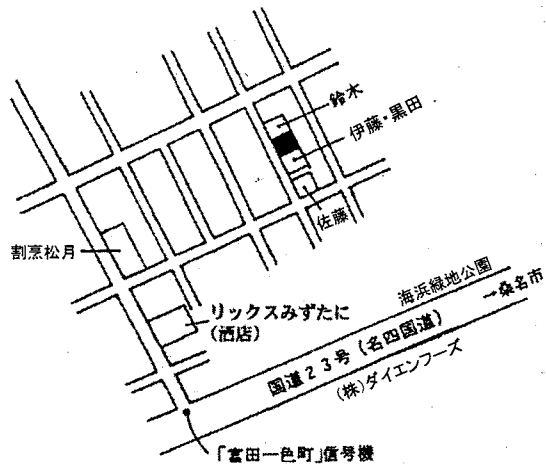 鈴木
伊藤・黒田
佐藤
割烹松月
リックスみずたに
(酒店)
海浜緑地公園
→桑名市
国道23号(名四国道)
(株)ダイエンフーズ
「富田一色町」信号機